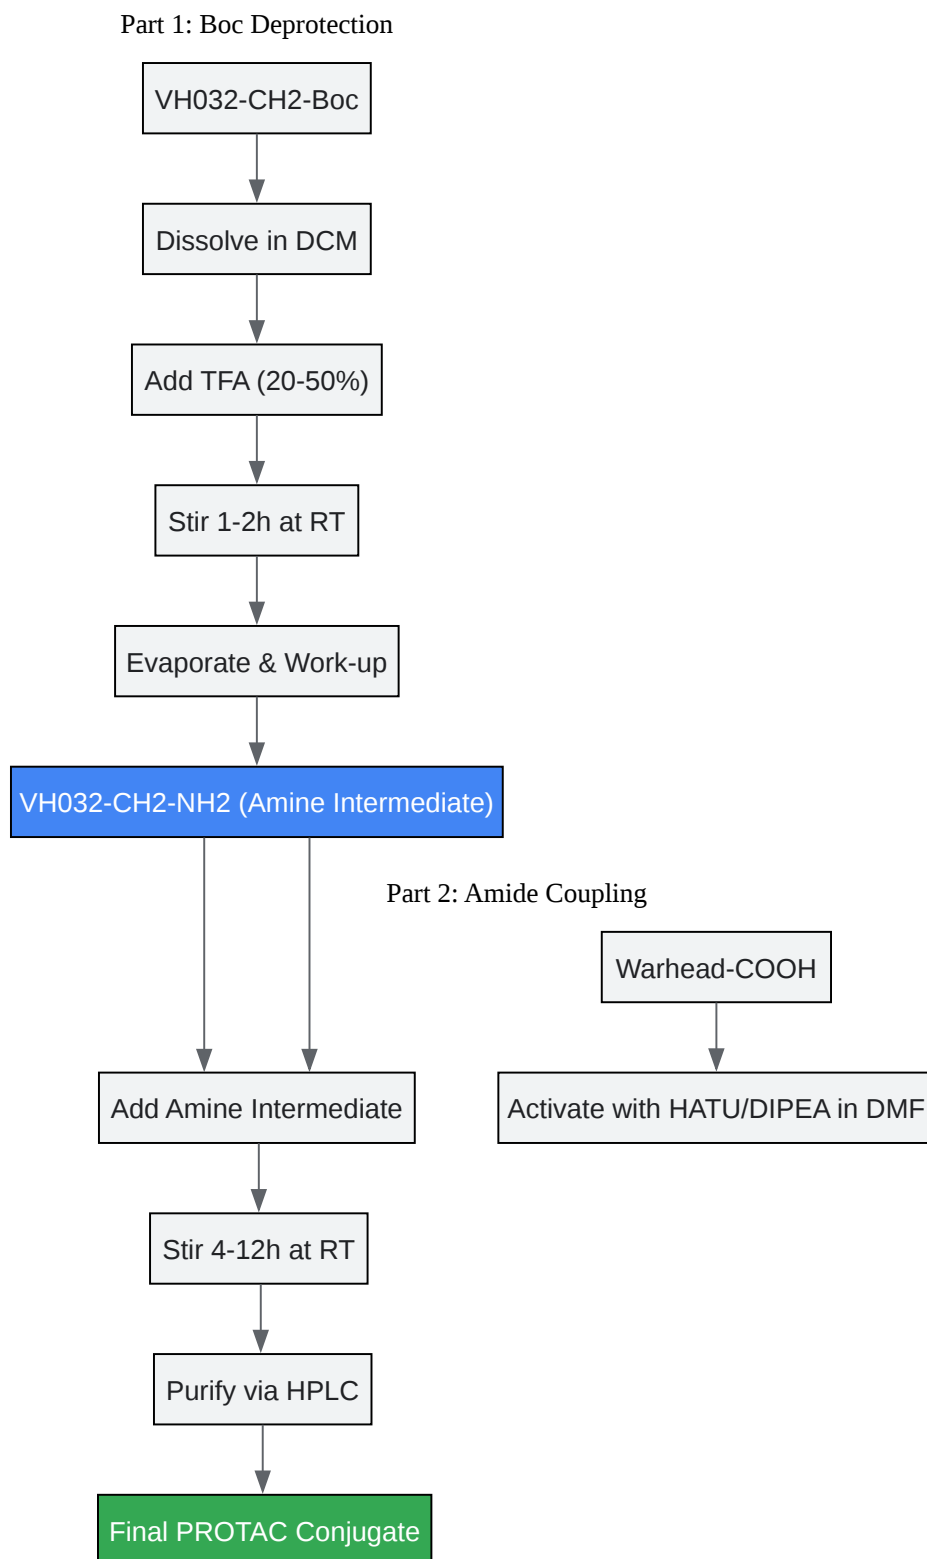 Part 1: Boc Deprotection
VH032-CH2-Boc
Dissolve in DCM
Add TFA (20-50%)
Stir 1-2h at RT
Evaporate & Work-up
VH032-CH2-NH2 (Amine Intermediate)
Part 2: Amide Coupling
Warhead-COOH
Add Amine Intermediate
Activate with HATU/DIPEA in DMF
Stir 4-12h at RT
Purify via HPLC
Final PROTAC Conjugate